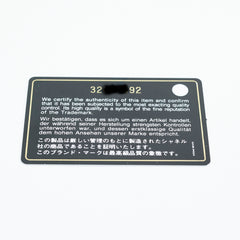 32 92
We certify the authenticity of this item and confirm
that it has been subjected to the most exacting quality
control. Its high quality is a symbol of the fine reputation
of the Trademark.
Wir bestätigen, dass es sich um einen Artikel handelt,
der während seiner Herstellung strengsten Kontrollen
unterworfen war, und dessen erstklassige Qualität
dem hohen Ansehen unserer Marke entspricht.
この製品は厳しい管理のもとに製造されたシャネル
社の商品であることを証明いたします。
このブランド・マークは最高級品質の象徴です。